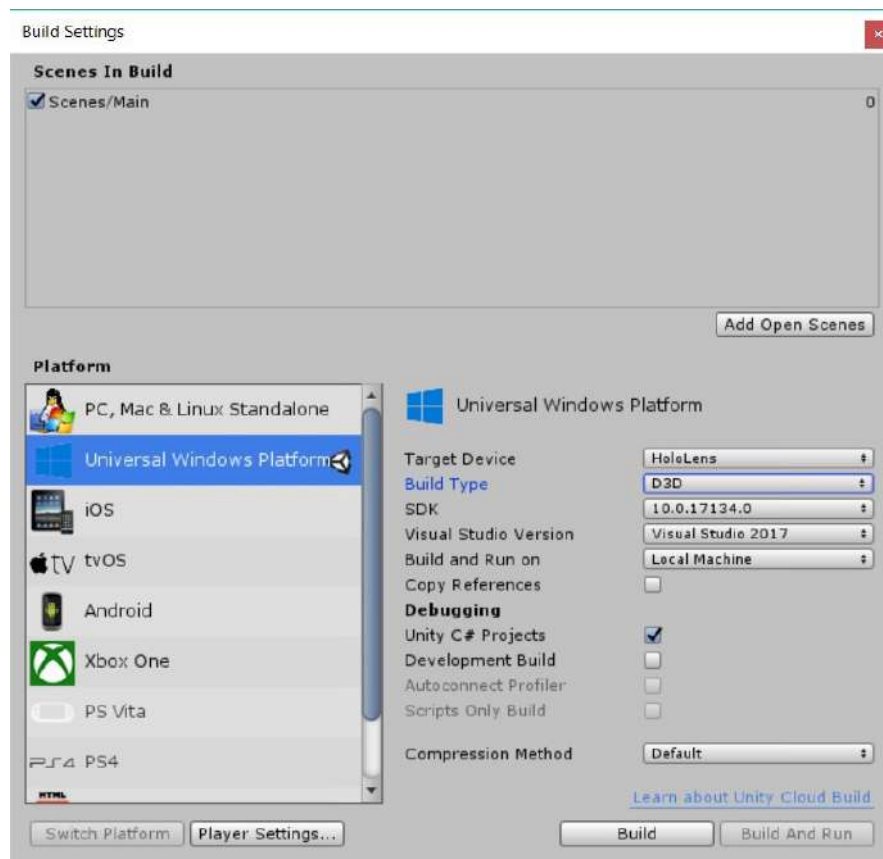 Build Settings
Scenes In Build
Scenes/Main 0
Add Open Scenes
Platform
PC, Mac & Linux Standalone
Universal Windows Platform
iOS
tv tvOS
Android
Xbox One
PS Vita
PS4 PS4
HTML
Switch Platform
Player Settings...
Universal Windows Platform
Target Device HoloLens
Build Type D3D
SDK 10.0.17134.0
Visual Studio Version Visual Studio 2017
Build and Run on Local Machine
Copy References
Debugging
Unity C# Projects
Development Build
Autoconnect Profiler
Scripts Only Build
Compression Method Default
Learn about Unity Cloud Build
Build
Build And Run